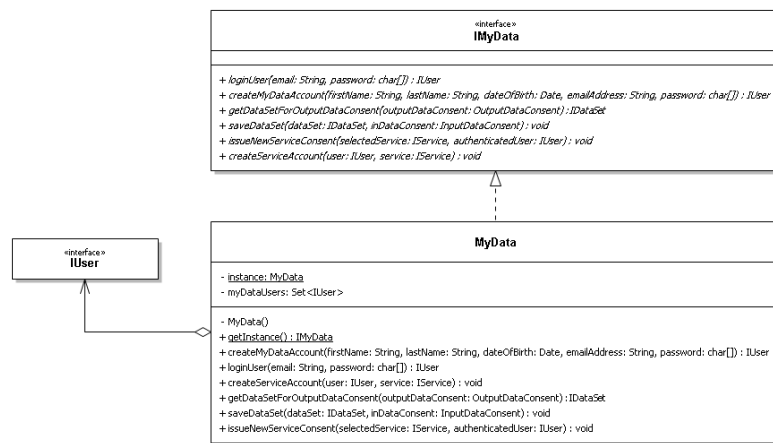 «interface»
IMyData
+ loginUser(email: String, password: char[]) : IUser
+ createMyDataAccount(firstName: String, lastName: String, dateOfBirth: Date, emailAddress: String, password: char[]) : IUser
+ getDataSetForOutputDataConsent(outputDataConsent: OutputDataConsent) :IDataSet
+ saveDataSet(dataSet: IDataSet, inDataConsent: InputDataConsent) : void
+ issueNewServiceConsent(selectedService: IService, authenticatedUser: IUser) : void
+ createServiceAccount(user: IUser, service: IService) : void
«interface»
IUser
MyData
- instance: MyData
- myDataUsers: Set<IUser>
- MyData()
+ getInstance() : IMyData
+ createMyDataAccount(firstName: String, lastName: String, dateOfBirth: Date, emailAddress: String, password: char[]) : IUser
+ loginUser(email: String, password: char[]) : IUser
+ createServiceAccount(user: IUser, service: IService) : void
+ getDataSetForOutputDataConsent(outputDataConsent: OutputDataConsent) :IDataSet
+ saveDataSet(dataSet: IDataSet, inDataConsent: InputDataConsent) : void
+ issueNewServiceConsent(selectedService: IService, authenticatedUser: IUser) : void